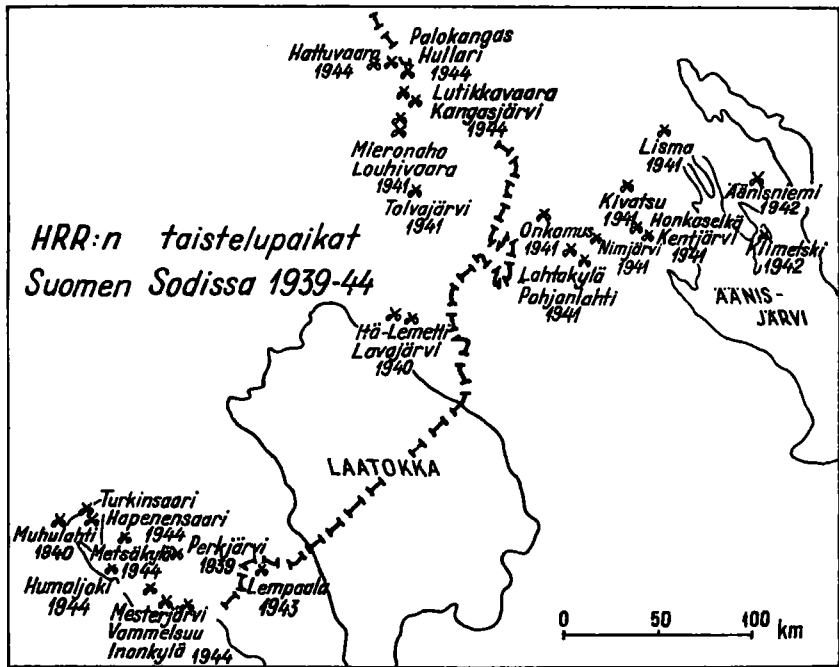 Hattuvaara
1944
Palokangas
Hullari
1944
Lutikkavaara
Kangasjärvi
1944
Mieronaho
Louhivaara
1941
Tolvajärvi
1941
Lisma
1941
Äänisniemi
1942
Kivatsu
1941
Honkaselkä
Kentjärvi
1941
Klimetski
1942
Onkamus
1941
Nimjärvi
1941
Lahtokylä
Pohjanlahti
1941
ÄÄNIS-
JÄRVI
HRR:n taistelupaikat
Suomen Sodissa 1939-44
Itä-Lemetti
Lavajärvi
1940
LAATOKKA
Turkinsaari
Hapenensaari
1944
Muhulahti
1940
Metsäkylä
1944
Perkjärvi
1939
Humaljoki
1944
Lempaala
1943
Mesterjärvi
Vammelsuu
Inonkylä 1944
0 50 100 km